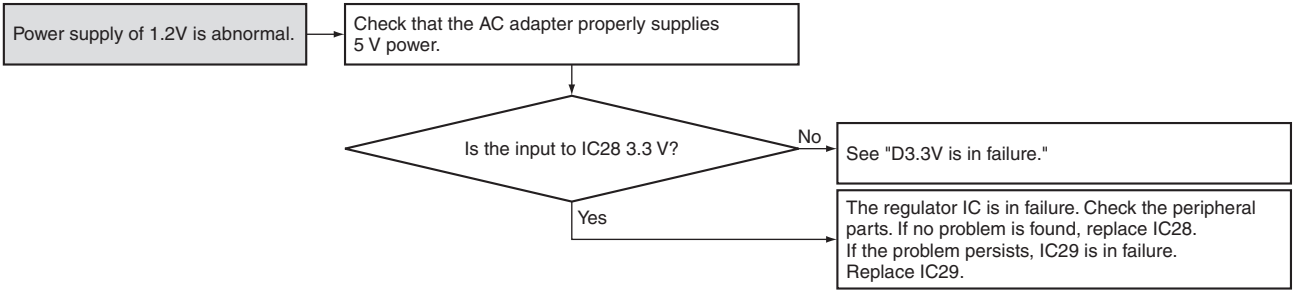 Power supply of 1.2V is abnormal.
Check that the AC adapter properly supplies
5 V power.
Is the input to IC28 3.3 V?
No
See "D3.3V is in failure."
Yes
The regulator IC is in failure. Check the peripheral
parts. If no problem is found, replace IC28.
If the problem persists, IC29 is in failure.
Replace IC29.